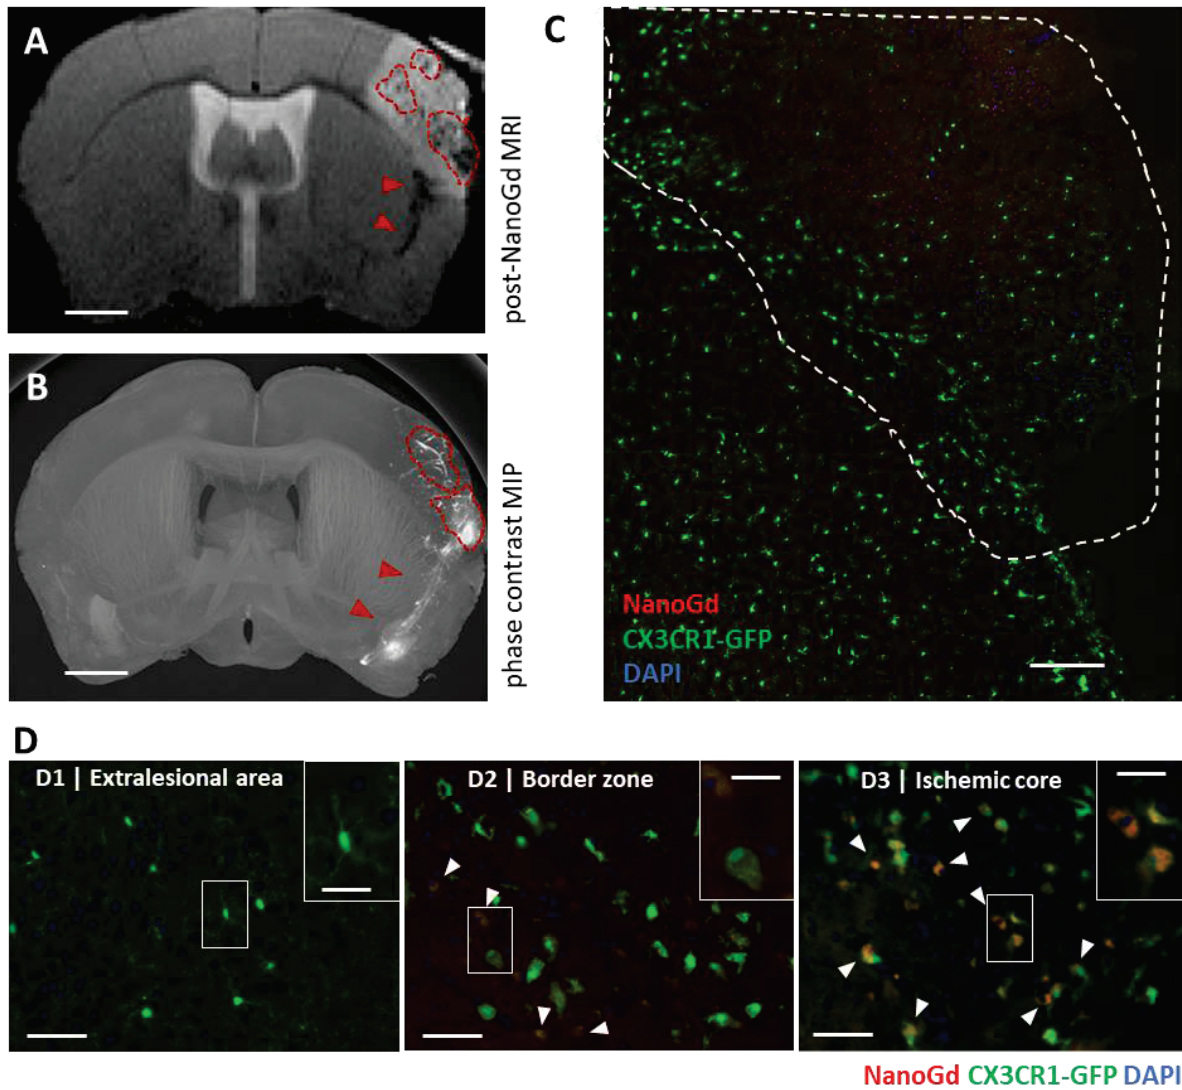 A
post-NanoGd MRI
B
phase contrast MIP
C
NanoGd
CX3CR1-GFP
DAPI
D
D1 | Extralesional area
D2 | Border zone
D3 | Ischemic core
NanoGd CX3CR1-GFP DAPI